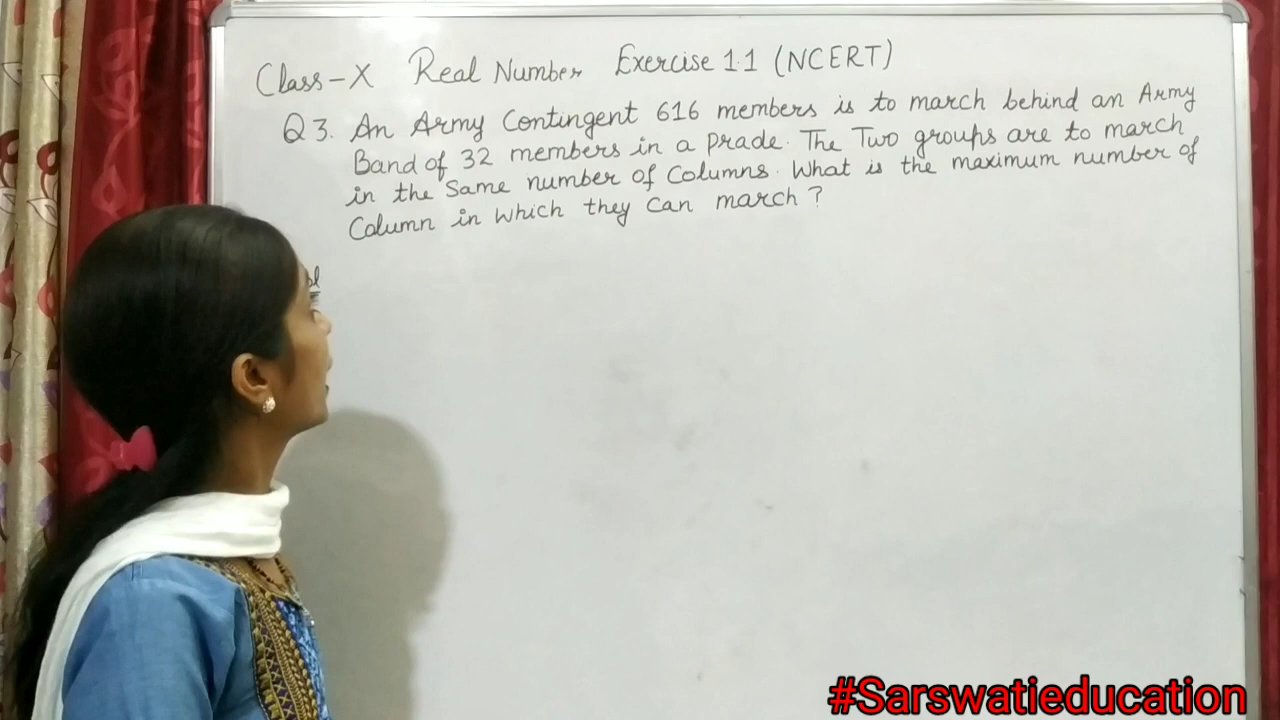 Class-X Real Number Exercise 1.1 (NCERT)
Q3. An Army Contingent 616 members is to march behind an Army
Band of 32 members in a Prade. The Two groups are to march
in the Same number of Columns. What is the maximum number of
Column in which they can march?
#Sarswatieducation